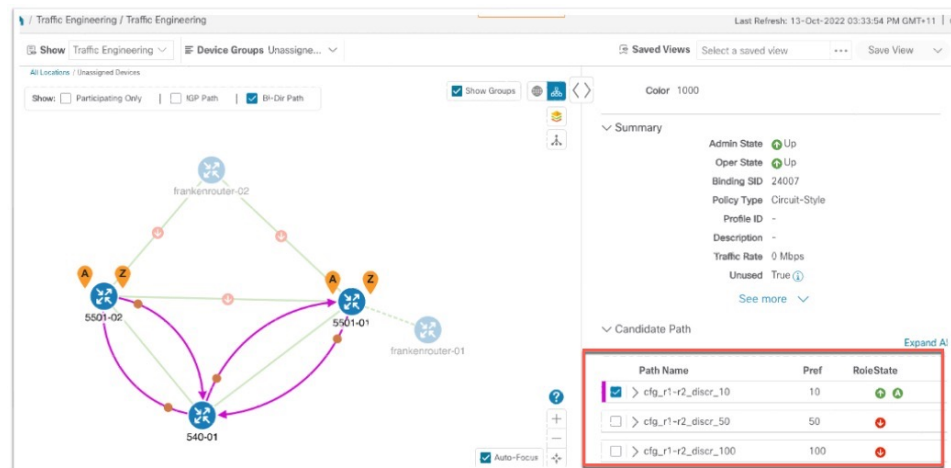 / Traffic Engineering / Traffic Engineering
Last Refresh: 13-Oct-2022 03:33:54 PM GMT+11 |
Show Traffic Engineering Device Groups Unassigne...
Saved Views Select a saved view ... Save View
All Locations / Unassigned Devices
Show: Participating Only | IGP Path | Bi-Dir Path
Show Groups
Color 1000
Summary
Admin State Up
Oper State Up
Binding SID 24007
Policy Type Circuit-Style
Profile ID -
Description -
Traffic Rate 0 Mbps
Unused True
See more
frankenrouter-02
A Z
5501-02
A Z
5501-01
frankenrouter-01
540-01
Auto-Focus
Candidate Path
Expand Al
Path Name Pref RoleState
cfg_r1-r2_discr_10 10 A
cfg_r1-r2_discr_50 50
cfg_r1-r2_discr_100 100